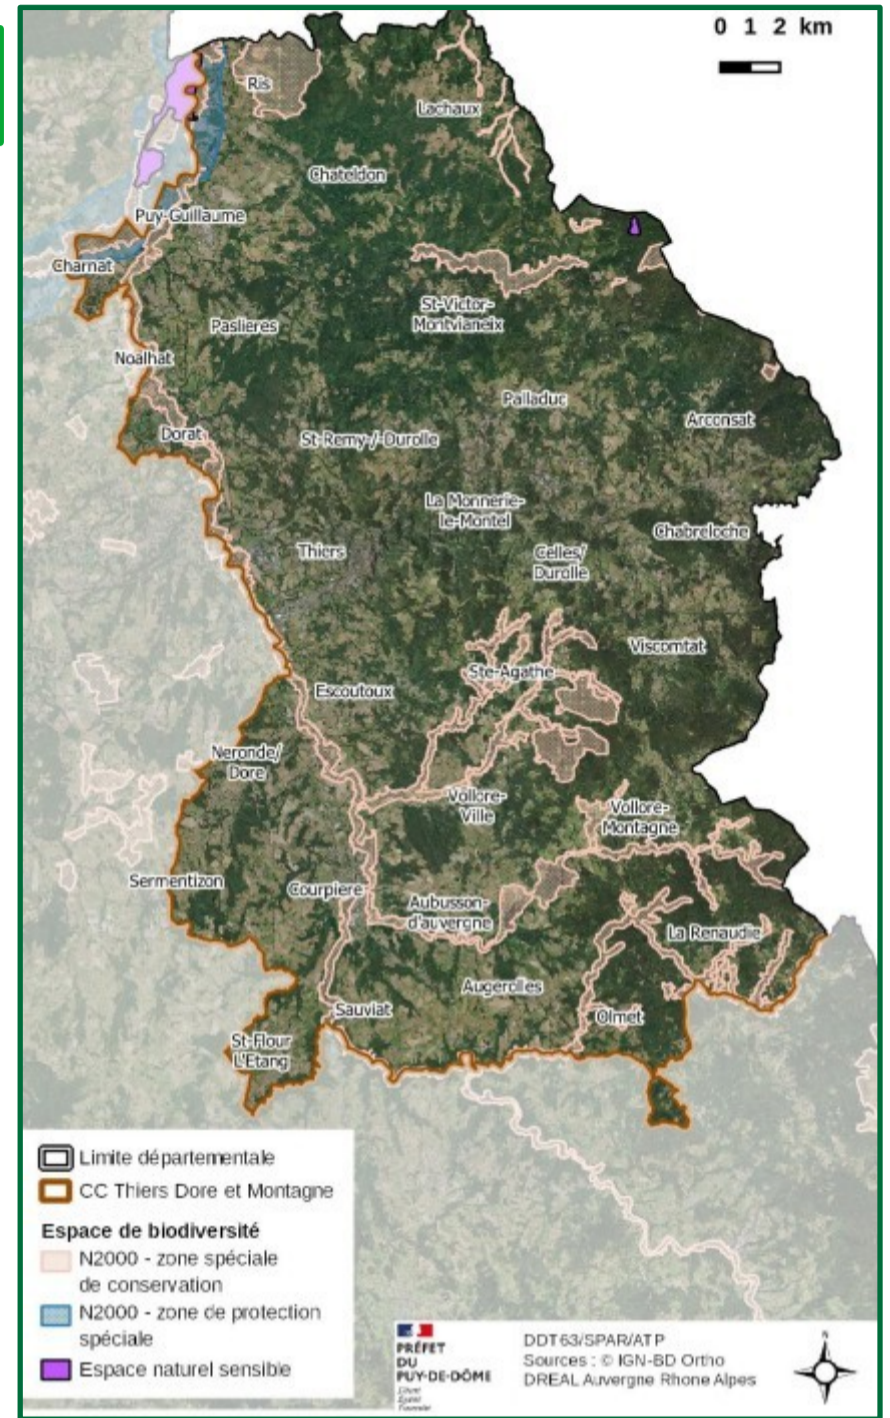 0 1 2 km
Ris
Lachaux
Chateldon
Puy-Guillaume
Charnat
St-Victor-
Montvianeix
Paslieres
Noalhat
Palladuc
Arconsat
Dorat
St-Remy-/-Durolle
La Monnerie-
le-Montel
Chabreloche
Thiers
Celles/
Durolle
Viscomtat
Ste-Agathe
Escoutoux
Neronde/
Dore
Vollore-
Ville
Vollore-
Montagne
Sermentizon
Courpiere
Aubusson-
d'auvergne
La Renaudie
Augerolles
Sauviat
Olmet
St-Flour
L'Etang
Limite départementale
CC Thiers Dore et Montagne
Espace de biodiversité
N2000 - zone spéciale
de conservation
N2000 - zone de protection
spéciale
Espace naturel sensible
PRÉFET
DU
PUY-DE-DÔME
DDT63/SPAR/ATP
Sources : © IGN-BD Ortho
DREAL Auvergne Rhone Alpes